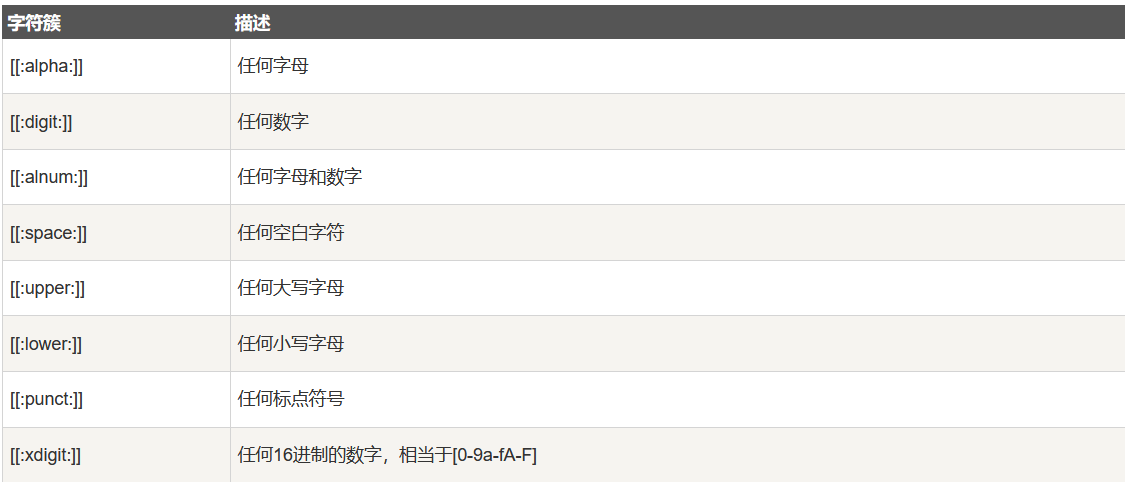 字符簇 描述
[[:alpha:]] 任何字母
[[:digit:]] 任何数字
[[:alnum:]] 任何字母和数字
[[:space:]] 任何空白字符
[[:upper:]] 任何大写字母
[[:lower:]] 任何小写字母
[[:punct:]] 任何标点符号
[[:xdigit:]] 任何16进制的数字，相当于[0-9a-fA-F]